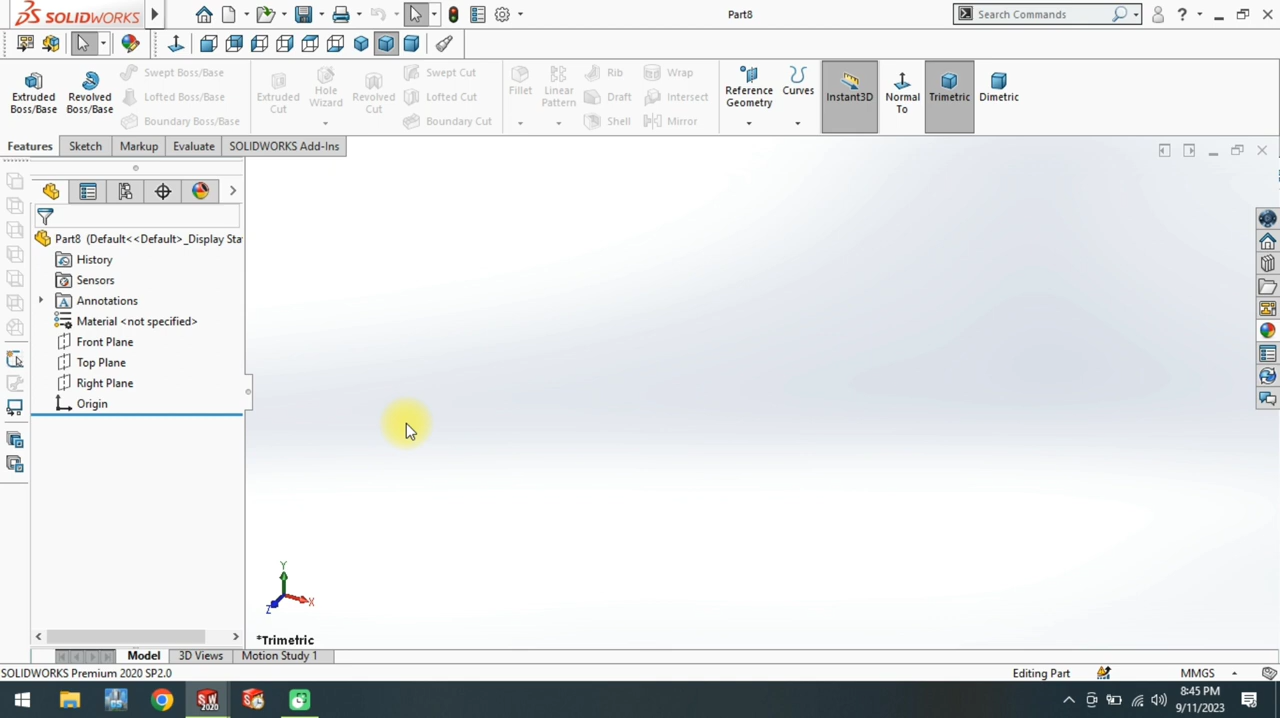 SOLIDWORKS
Part8
Search Commands
?
Extruded Boss/Base
Revolved Boss/Base
Swept Boss/Base
Lofted Boss/Base
Boundary Boss/Base
Extruded Cut
Hole Wizard
Revolved Cut
Swept Cut
Lofted Cut
Boundary Cut
Fillet
Linear Pattern
Rib
Draft
Shell
Wrap
Intersect
Mirror
Reference Geometry
Curves
Instant3D
Normal To
Trimetric
Dimetric
Features
Sketch
Markup
Evaluate
SOLIDWORKS Add-Ins
Part8 (Default<<Default>_Display Sta
History
Sensors
Annotations
Material <not specified>
Front Plane
Top Plane
Right Plane
Origin
Y
X
Z
*Trimetric
Model
3D Views
Motion Study 1
SOLIDWORKS Premium 2020 SP2.0
Editing Part
MMGS
SW 2020
8:45 PM
9/11/2023